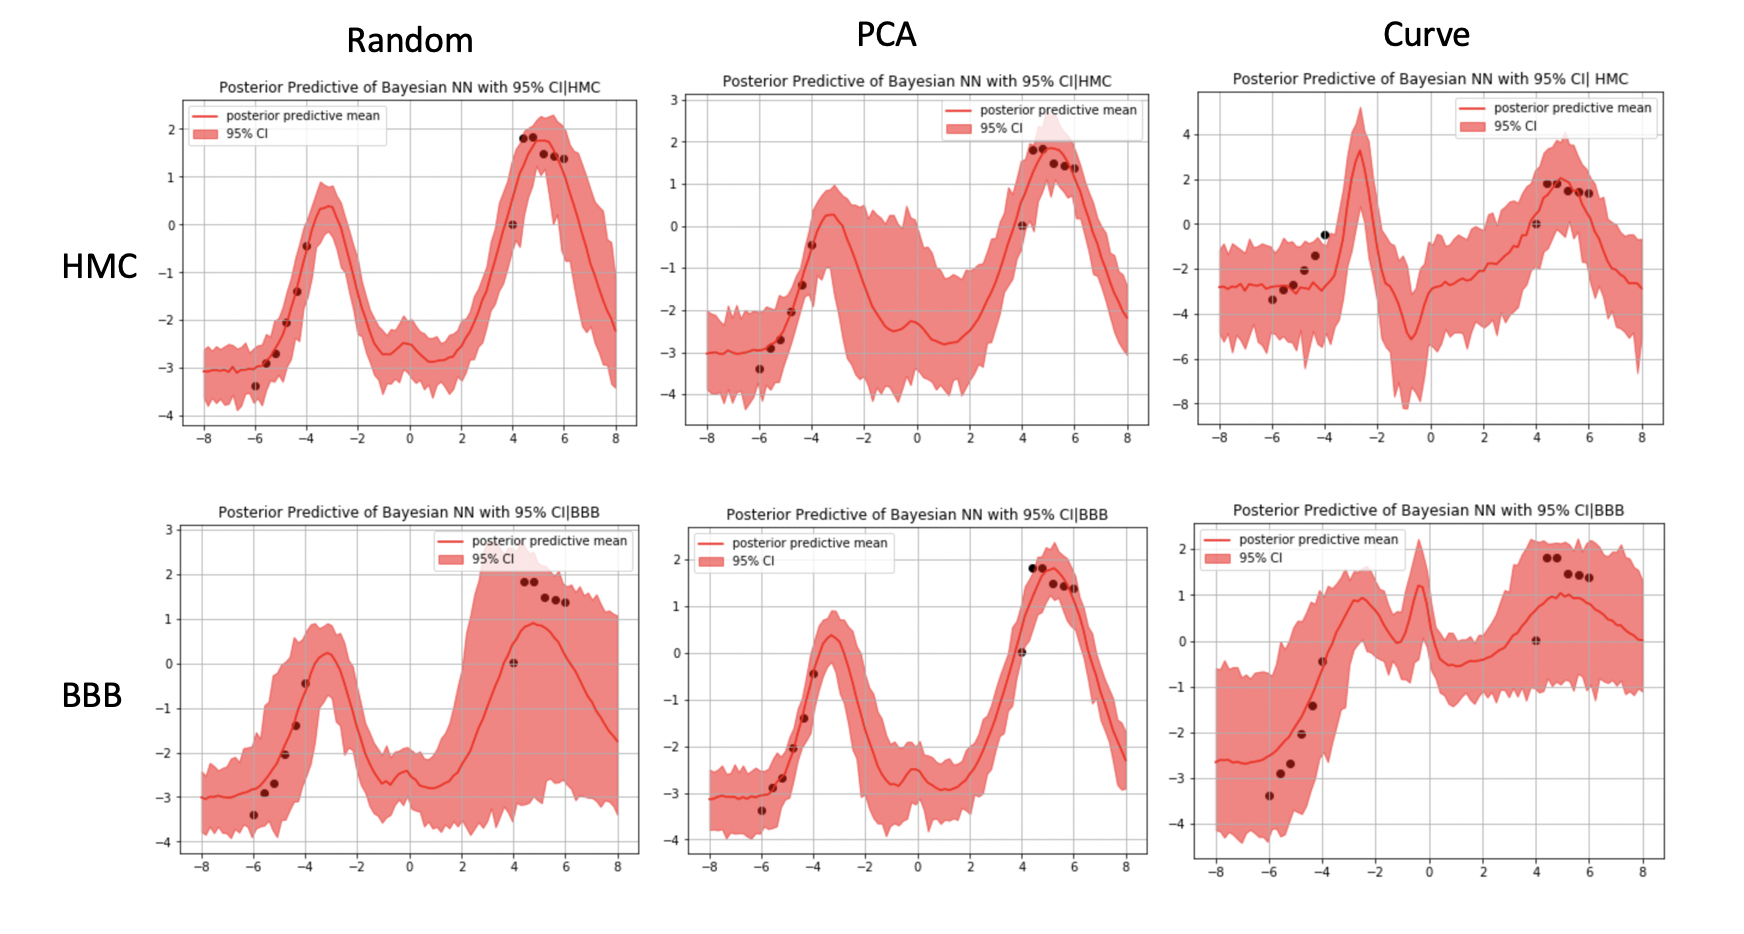 Random
PCA
Curve
HMC
Posterior Predictive of Bayesian NN with 95% CI|HMC
posterior predictive mean
95% CI
2
1
0
−1
−2
−3
−4
−8 −6 −4 −2 0 2 4 6 8
Posterior Predictive of Bayesian NN with 95% CI|HMC
posterior predictive mean
95% CI
3
2
1
0
−1
−2
−3
−4
−8 −6 −4 −2 0 2 4 6 8
Posterior Predictive of Bayesian NN with 95% CI| HMC
posterior predictive mean
95% CI
4
2
0
−2
−4
−6
−8
−8 −6 −4 −2 0 2 4 6 8
BBB
Posterior Predictive of Bayesian NN with 95% CI|BBB
posterior predictive mean
95% CI
3
2
1
0
−1
−2
−3
−4
−8 −6 −4 −2 0 2 4 6 8
Posterior Predictive of Bayesian NN with 95% CI|BBB
posterior predictive mean
95% CI
2
1
0
−1
−2
−3
−4
−8 −6 −4 −2 0 2 4 6 8
Posterior Predictive of Bayesian NN with 95% CI|BBB
posterior predictive mean
95% CI
2
1
0
−1
−2
−3
−4
−8 −6 −4 −2 0 2 4 6 8